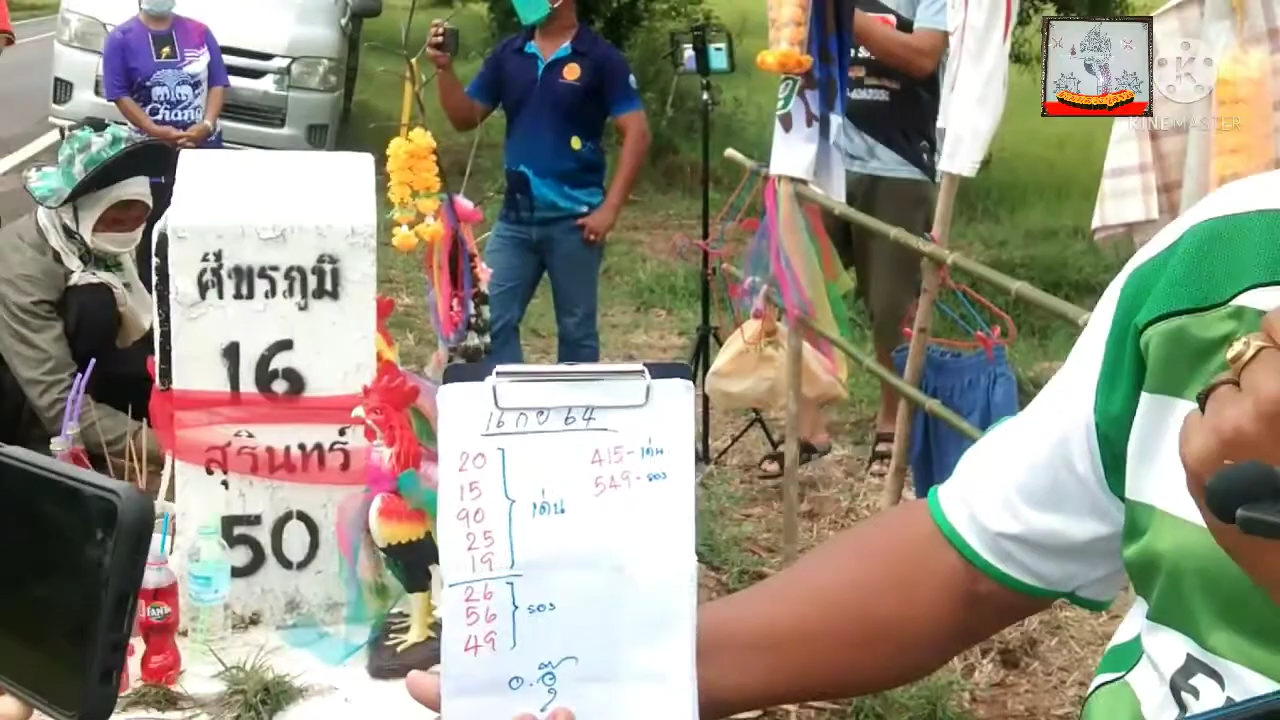 Chang
KINEMASTER
ศีขรภูมิ
16
สุรินทร์
50
FANTA
16 ก ย 64
20
15
90
25
19
เด่น
415 - เด่น
549 - รอง
26
56
49
รอง